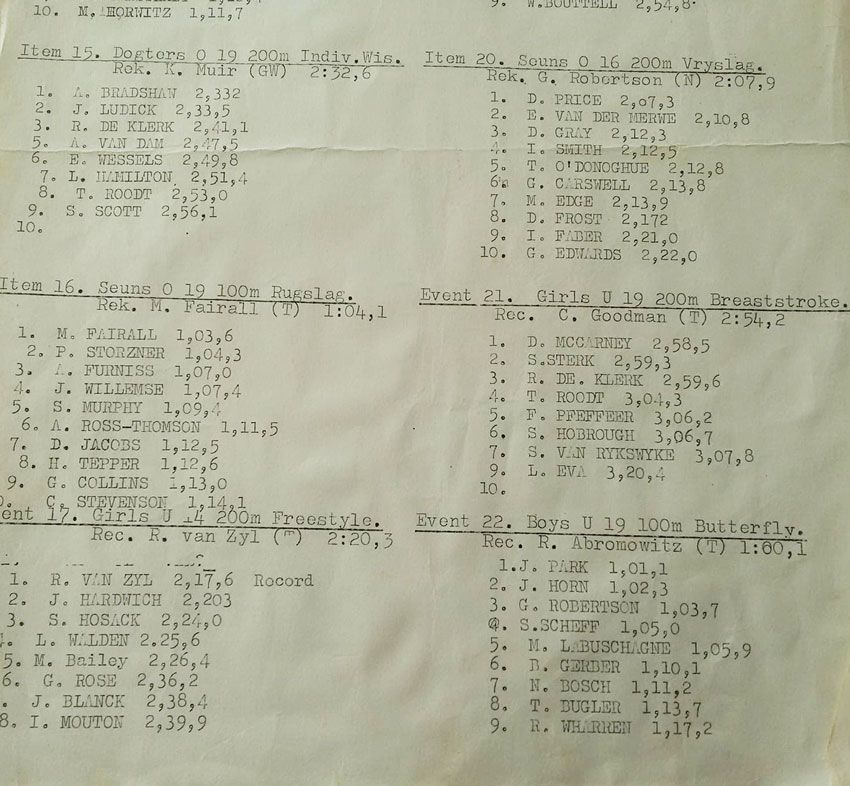 10. M. HORWITZ 1,11,7
Item 15. Dogters O 19 200m Indiv.Wis.
Rek. K. Muir (GW) 2:32,6
1. A. BRADSHAW 2,332
2. J. LUDICK 2,33,5
3. R. DE KLERK 2,41,1
5. A. VAN DAM 2,47,5
6. E. WESSELS 2,49,8
7. L. HAMILTON 2,51,4
8. T. ROODT 2,53,0
9. S. SCOTT 2,56,1
10.
Item 16. Seuns O 19 100m Rugslag.
Rek. M. Fairall (T) 1:04,1
1. M. FAIRALL 1,03,6
2. P. STORZNER 1,04,3
3. A. FURNISS 1,07,0
4. J. WILLEMSE 1,07,4
5. S. MURPHY 1,09,4
6. A. ROSS-THOMSON 1,11,5
7. D. JACOBS 1,12,5
8. H. TEPPER 1,12,6
9. G. COLLINS 1,13,0
0. C. STEVENSON 1,14,1
ent 17. Girls U 14 200m Freestyle.
Rec. R. van Zyl (T) 2:20,3
1. R. VAN ZYL 2,17,6 Rocord
2. J. HARDWICH 2,203
3. S. HOSACK 2,24,0
4. L. WALDEN 2.25,6
5. M. Bailey 2,26,4
6. G. ROSE 2,36,2
. J. BLANCK 2,38,4
8. I. MOUTON 2,39,9
9. W.BOUTTELL 2,54,8
Item 20. Seuns O 16 200m Vryslag.
Rek. G. Robertson (N) 2:07,9
1. D. PRICE 2,07,3
2. E. VAN DER MERWE 2,10,8
3. D. GRAY 2,12,3
4. I. SMITH 2,12,5
5. T. O'DONOGHUE 2,12,8
6. G. CARSWELL 2,13,8
7. M. EDGE 2,13,9
8. D. FROST 2,172
9. I. FABER 2,21,0
10. G. EDWARDS 2,22,0
Event 21. Girls U 19 200m Breaststroke.
Rec. C. Goodman (T) 2:54,2
1. D. MCCARNEY 2,58,5
2. S.STERK 2,59,3
3. R. DE. KLERK 2,59,6
4. T. ROODT 3,04,3
5. F. PFEFFEER 3,06,2
6. S. HOBROUGH 3,06,7
7. S. VAN RYKSWYKE 3,07,8
9. L. EVA 3,20,4
10.
Event 22. Boys U 19 100m Butterfly.
Rec. R. Abromowitz (T) 1:60,1
1.J. PARK 1,01,1
2. J. HORN 1,02,3
3. G. ROBERTSON 1,03,7
4. S.SCHEFF 1,05,0
5. M. LABUSCHAGNE 1,05,9
6. B. GERBER 1,10,1
7. N. BOSCH 1,11,2
8. T. BUGLER 1,13,7
9. R. WHARREN 1,17,2